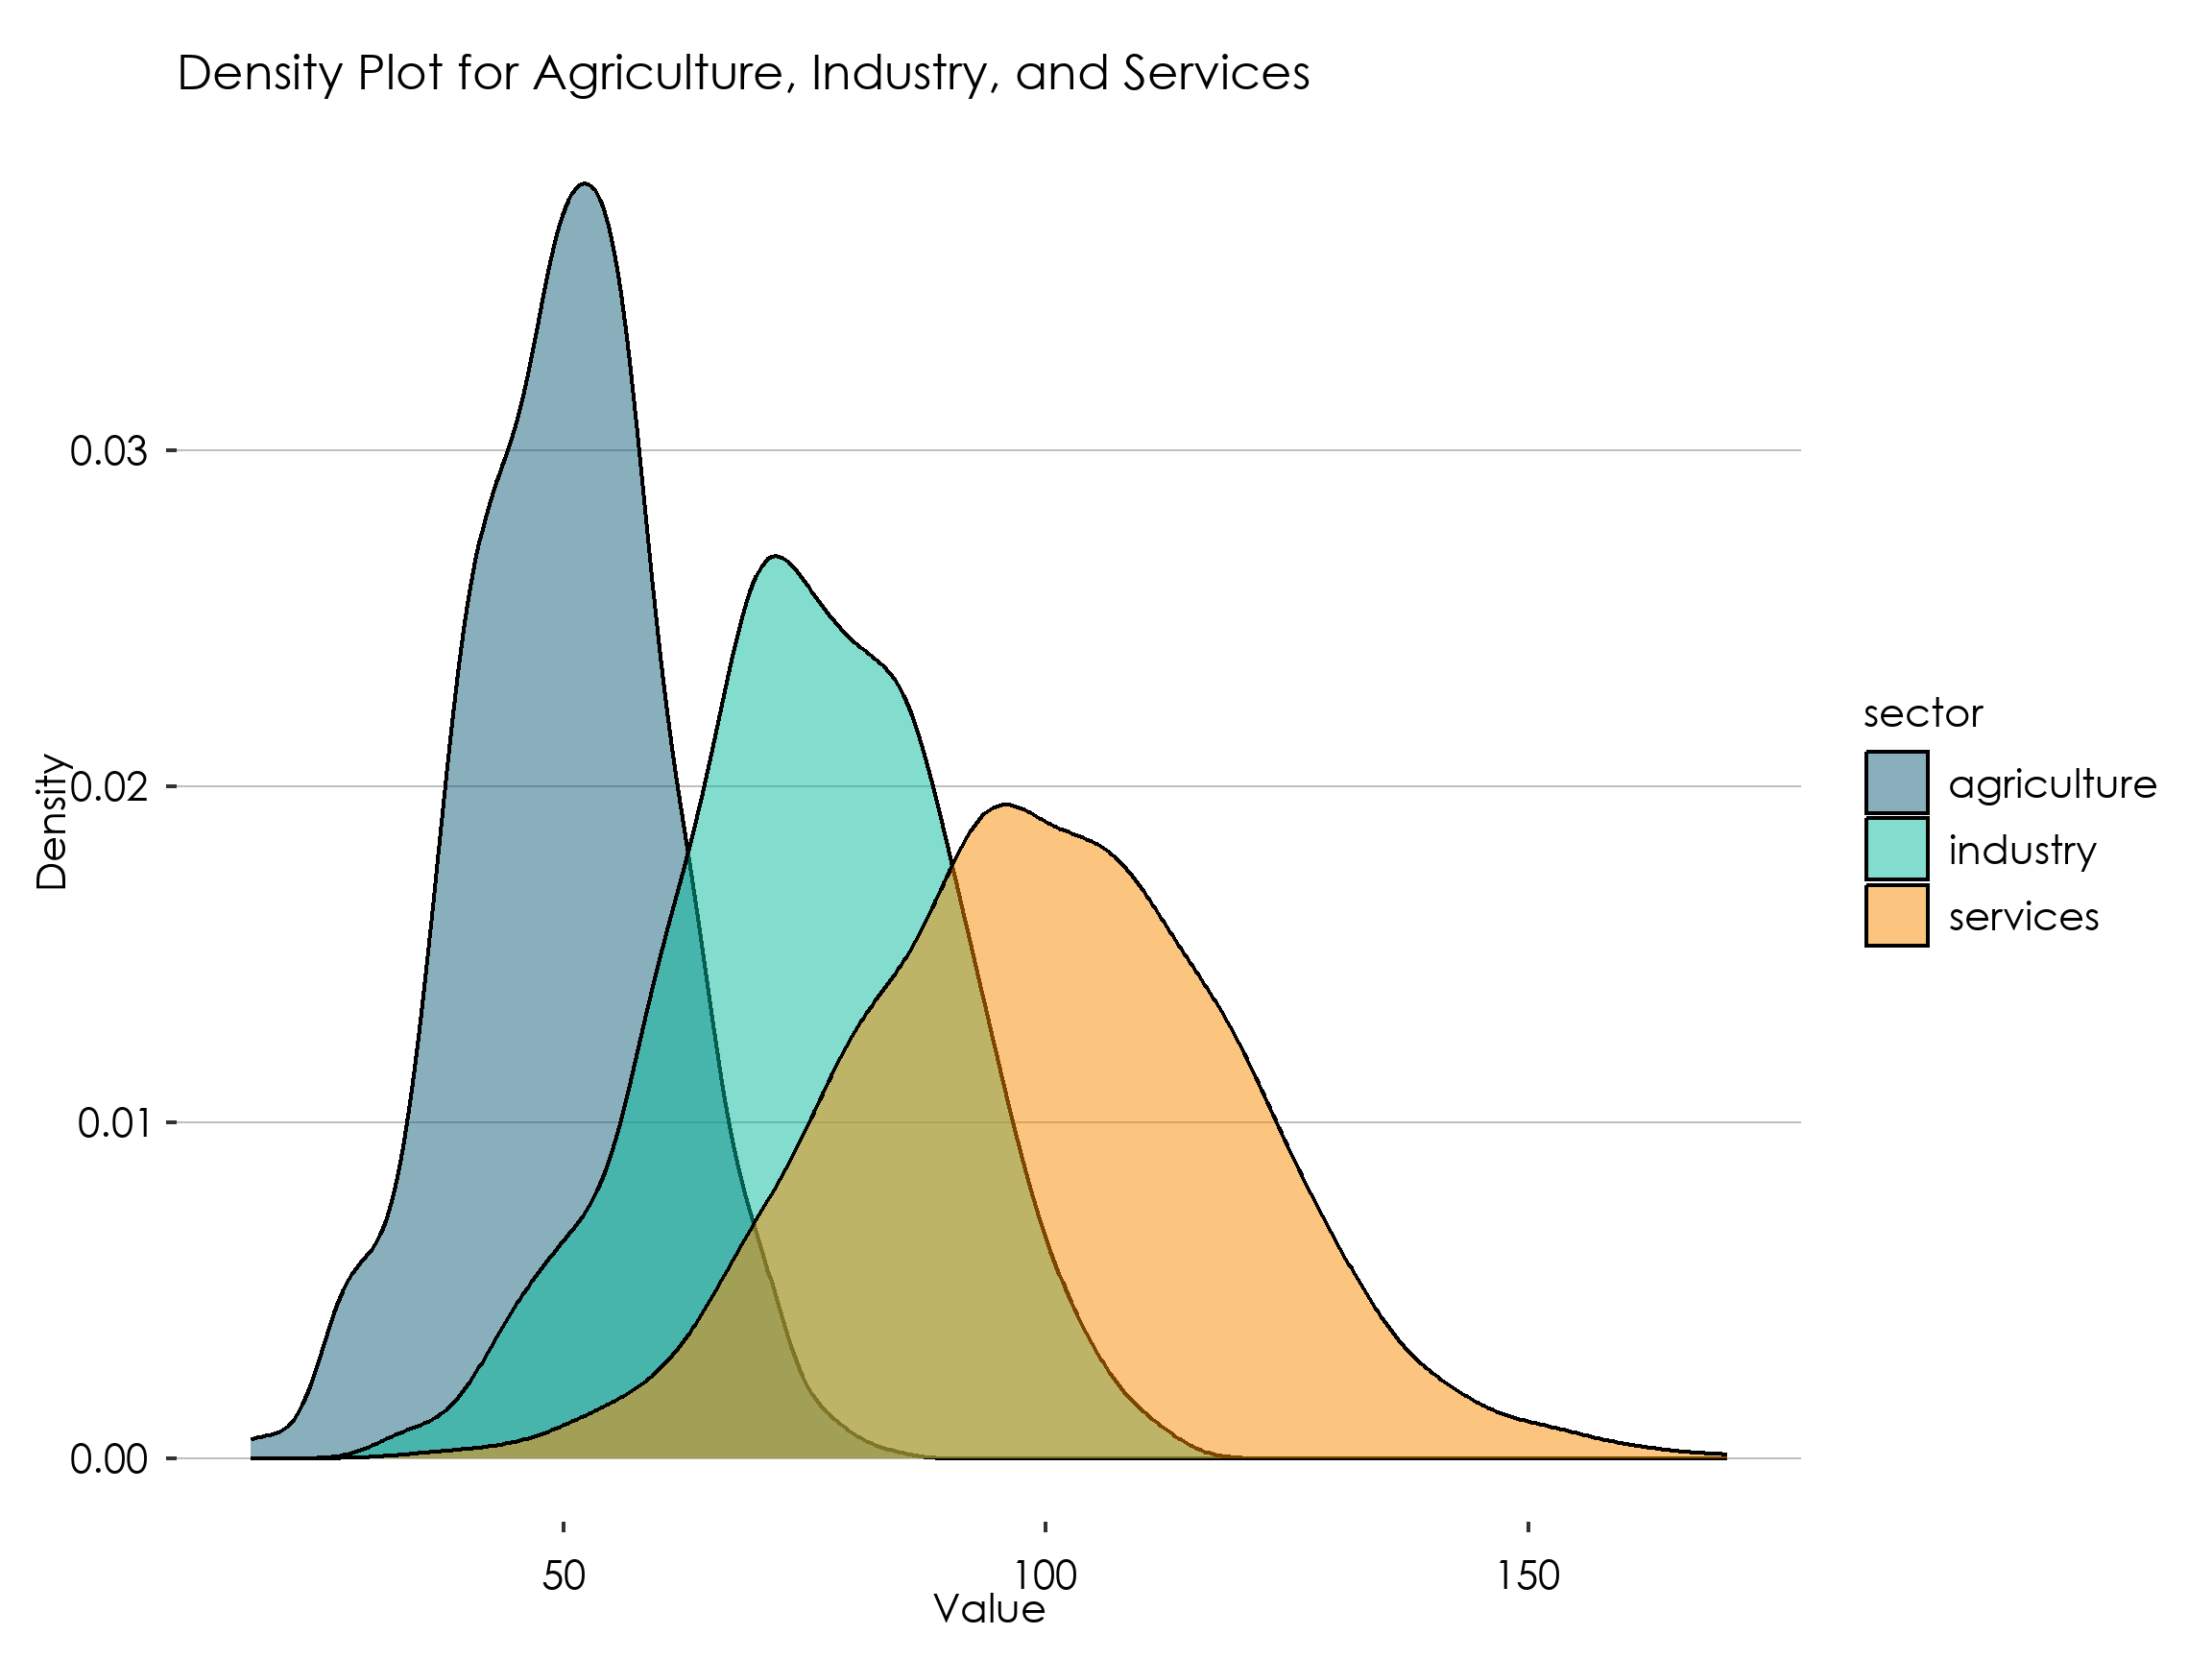 Density Plot for Agriculture, Industry, and Services
Density
0.03
0.02
0.01
0.00
50
100
150
Value
sector
agriculture
industry
services